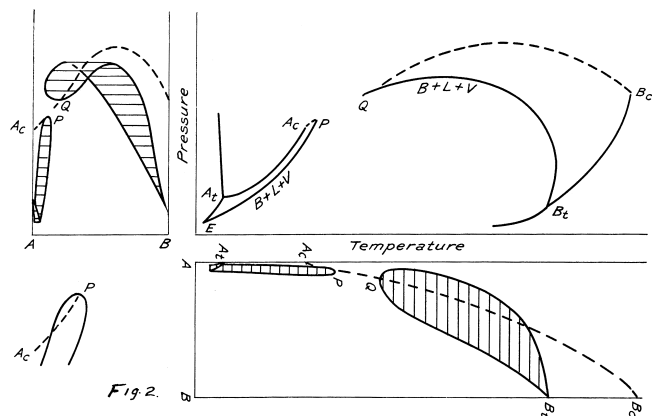 Q
P
A_c
A
B
Pressure
A_c
P
A_t
B+L+V
E
Q
B+L+V
B_c
B_t
Temperature
A
B
A_t
A_c
P
Q
B_t
B_c
P
A_c
Fig.2.